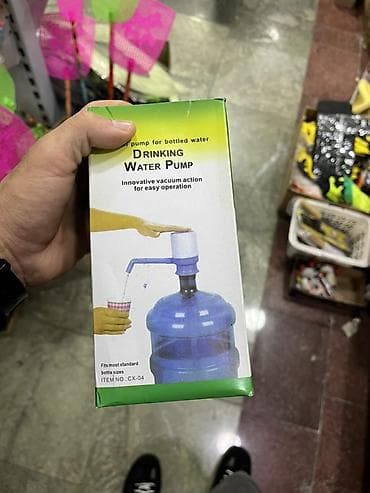 pump for bottled water
DRINKING
WATER PUMP
Innovative vacuum action
for easy operation
Fits most standard
bottle sizes
ITEM NO.: CX-04